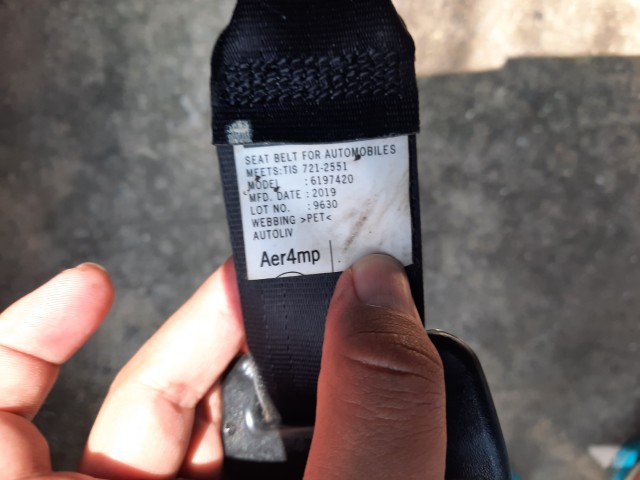 SEAT BELT FOR AUTOMOBILES
MEETS:TIS 721-2551
MODEL : 6197420
MFD. DATE : 2019
LOT NO. : 9630
WEBBING >PET<
AUTOLIV
Aer4mp